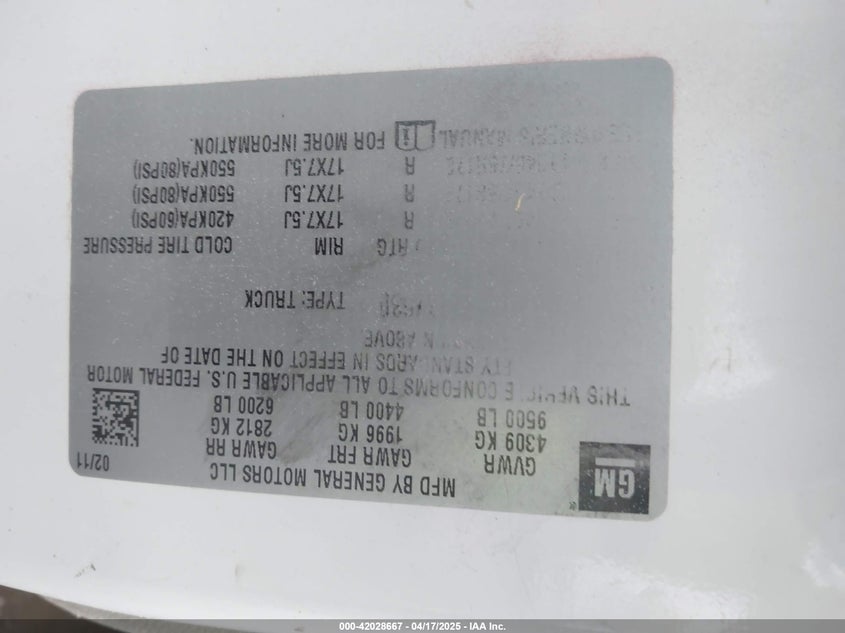 MFD BY GENERAL MOTORS LLC
02/11
GM
GVWR GAWR FRT GAWR RR
4309 KG 1996 KG 2812 KG
9500 LB 4400 LB 6200 LB
THIS VEHICLE CONFORMS TO ALL APPLICABLE U.S. FEDERAL MOTOR
STANDARDS IN EFFECT ON THE DATE OF
ABOVE.
TYPE: TRUCK
RTG RIM COLD TIRE PRESSURE
R 17X7.5J 420KPA(60PSI)
R 17X7.5J 550KPA(80PSI)
R 17X7.5J 550KPA(80PSI)
MANUAL FOR MORE INFORMATION.
000-42028667 - 04/17/2025 - IAA Inc.